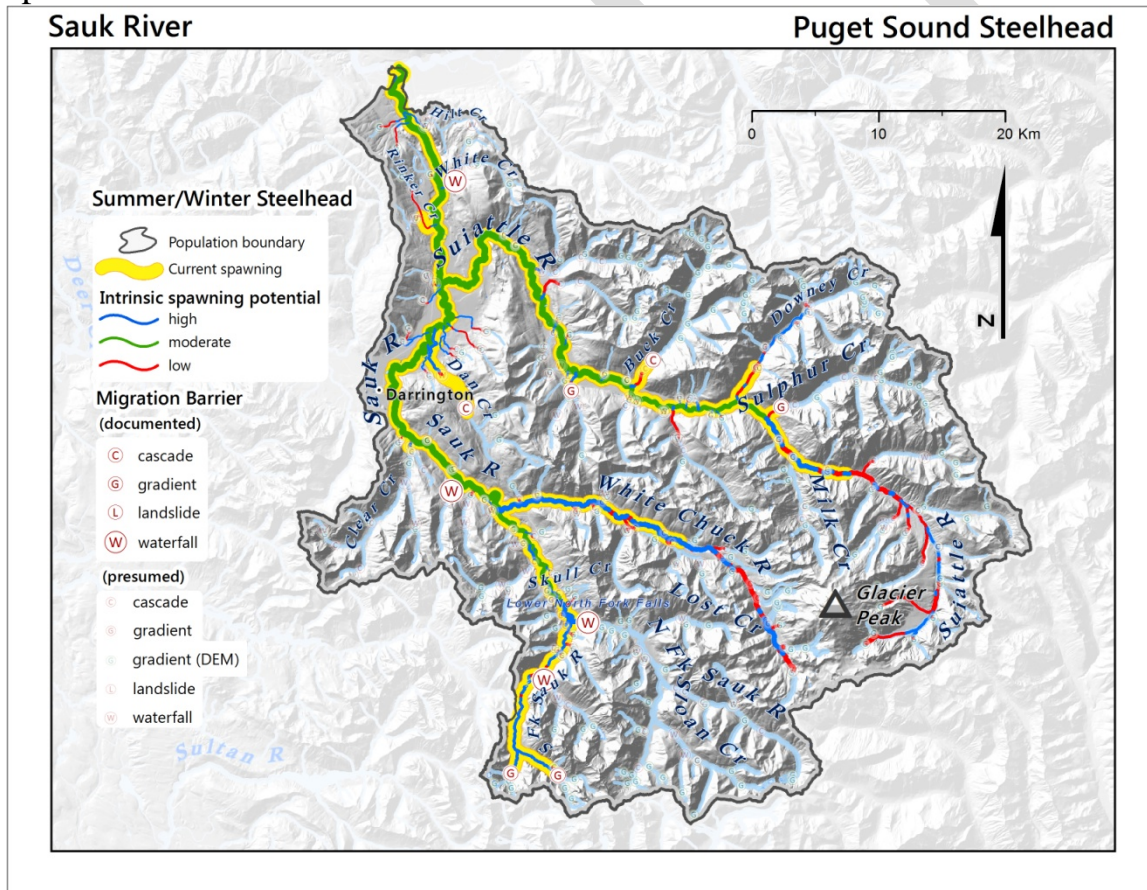 Sauk River
Puget Sound Steelhead
0 10 20 Km
Z
Summer/Winter Steelhead
Population boundary
Current spawning
Intrinsic spawning potential
high
moderate
low
Migration Barrier
(documented)
C cascade
G gradient
L landslide
W waterfall
(presumed)
C cascade
G gradient
gradient (DEM)
L landslide
W waterfall
Hilt Cr
White Cr
Rinker Cr
W
Suiattle R
Deer
Downey Cr
Buck Cr
C
G
Sulphur Cr
G
Sauk R
Dan Cr
Darrington
C
Sauk R
W
Clear Cr
White Chuck R
Milk Cr
Suiattle R
Glacier
Peak
Skull Cr
Lost Cr
Lower North Fork Falls
W
N Fk Sauk R
Sloan Cr
W
S Fk Sauk R
G
G
Sultan R